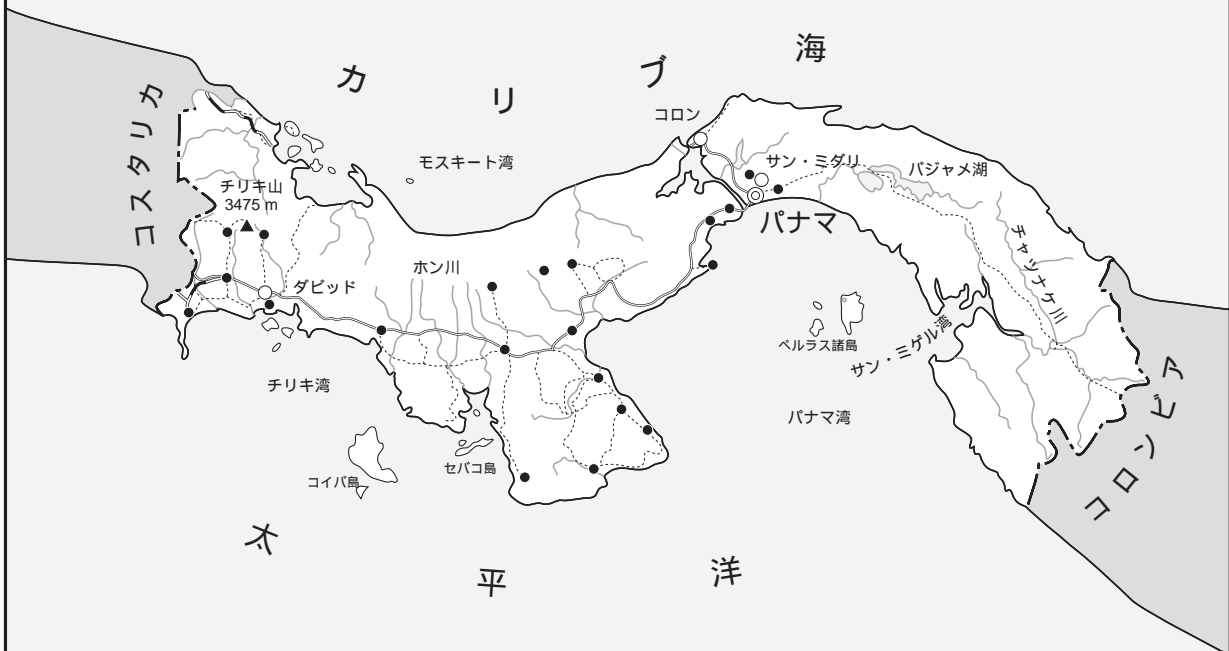 カリブ海
コロン
コスタリカ
モスキート湾
サン・ミダリ
バジャメ湖
チリキ山
3475 m
パナマ
チャッツナケ川
ホン川
ダビッド
ペルラス諸島
サン・ミゲル湾
チリキ湾
パナマ湾
コロンビア
セバコ島
コイバ島
太平洋